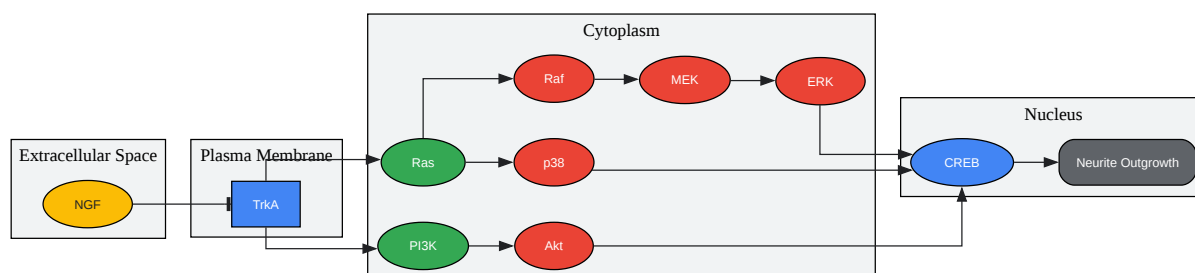 Cytoplasm
Raf
MEK
ERK
Nucleus
Extracellular Space
Plasma Membrane
Ras
p38
CREB
Neurite Outgrowth
NGF
TrkA
PI3K
Akt